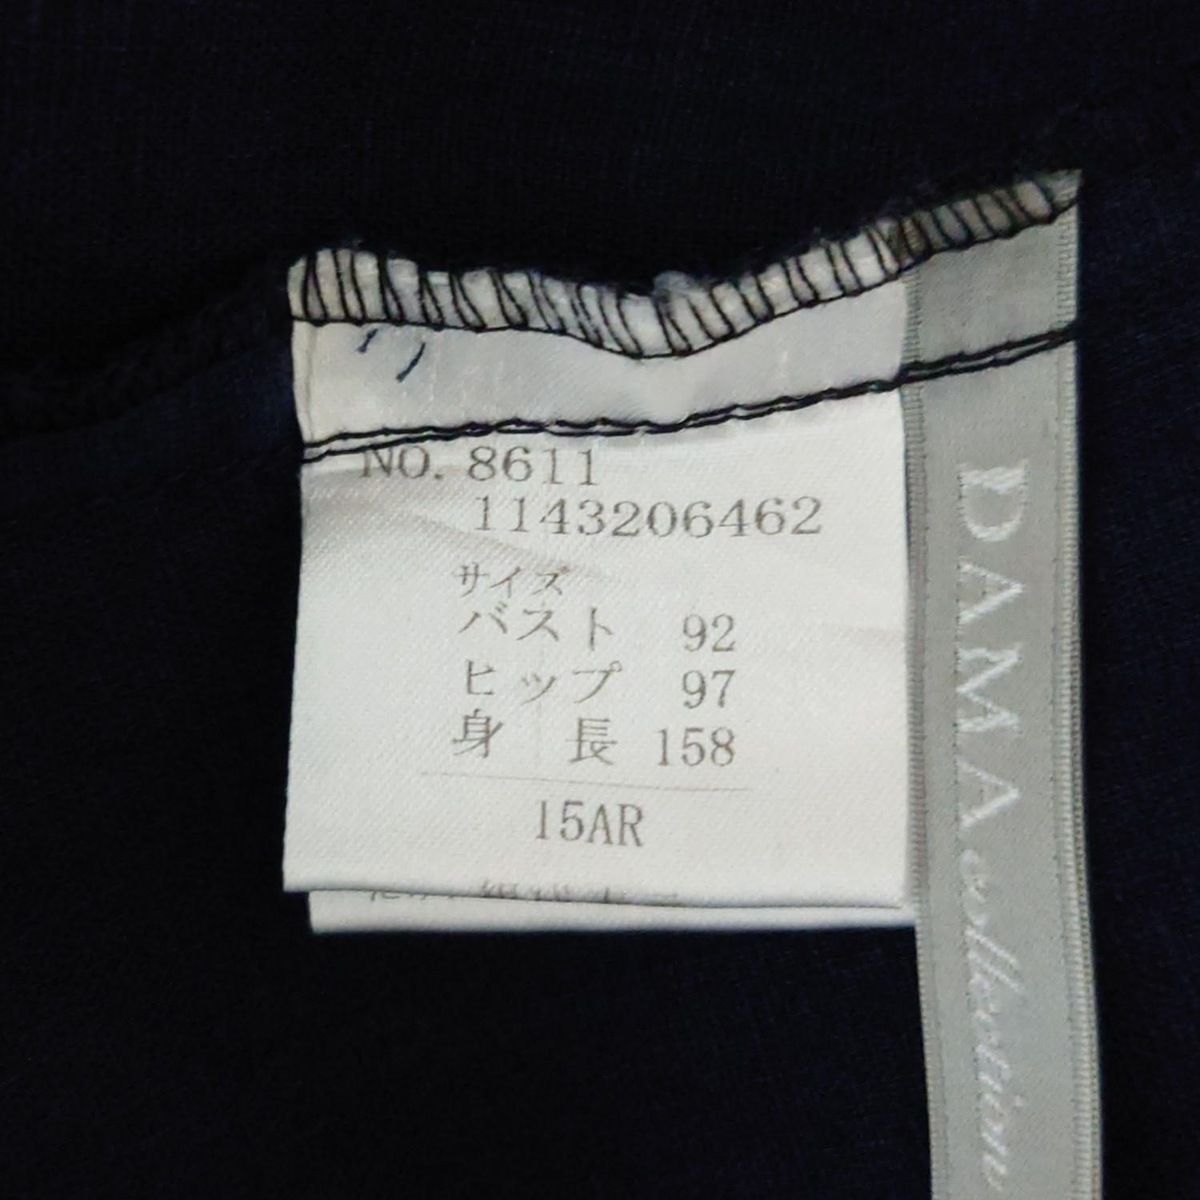 NO. 8611
1143206462
サイズ
バスト 92
ヒップ 97
身長 158
15AR
DAMA collection